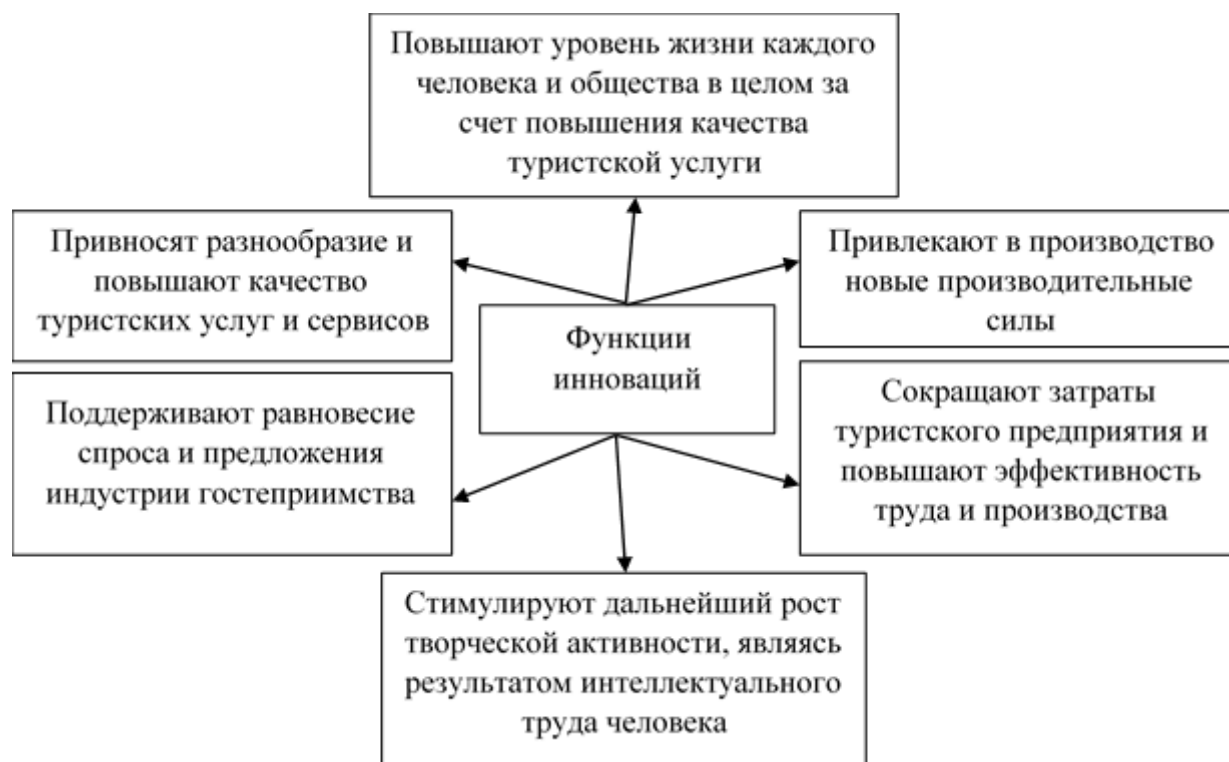 Повышают уровень жизни каждого
человека и общества в целом за
счет повышения качества
туристской услуги
Привносят разнообразие и
повышают качество
туристских услуг и сервисов
Привлекают в производство
новые производительные
силы
Функции
инноваций
Поддерживают равновесие
спроса и предложения
индустрии гостеприимства
Сокращают затраты
туристского предприятия и
повышают эффективность
труда и производства
Стимулируют дальнейший рост
творческой активности, являясь
результатом интеллектуального
труда человека